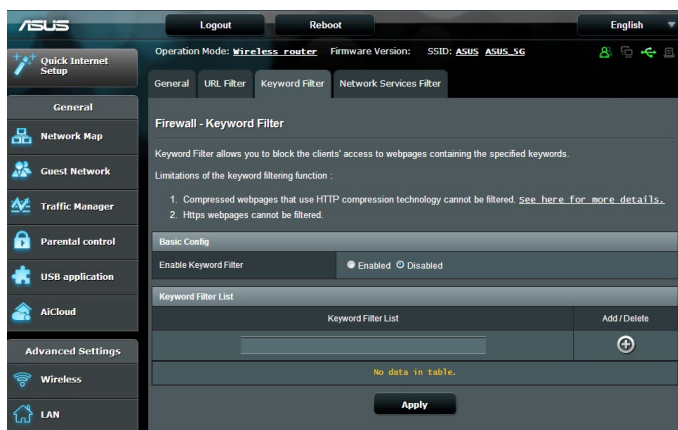 ASUS
Logout
Reboot
English
Quick Internet
Setup
Operation Mode: Wireless router Firmware Version: SSID: ASUS ASUS_5G
General
URL Filter
Keyword Filter
Network Services Filter
General
Network Map
Guest Network
Traffic Manager
Parental control
USB application
AiCloud
Advanced Settings
Wireless
LAN
Firewall - Keyword Filter
Keyword Filter allows you to block the clients' access to webpages containing the specified keywords.
Limitations of the keyword filtering function :
1. Compressed webpages that use HTTP compression technology cannot be filtered. See here for more details.
2. Https webpages cannot be filtered.
Basic Config
Enable Keyword Filter
Enabled Disabled
Keyword Filter List
Keyword Filter List
Add / Delete
No data in table.
Apply